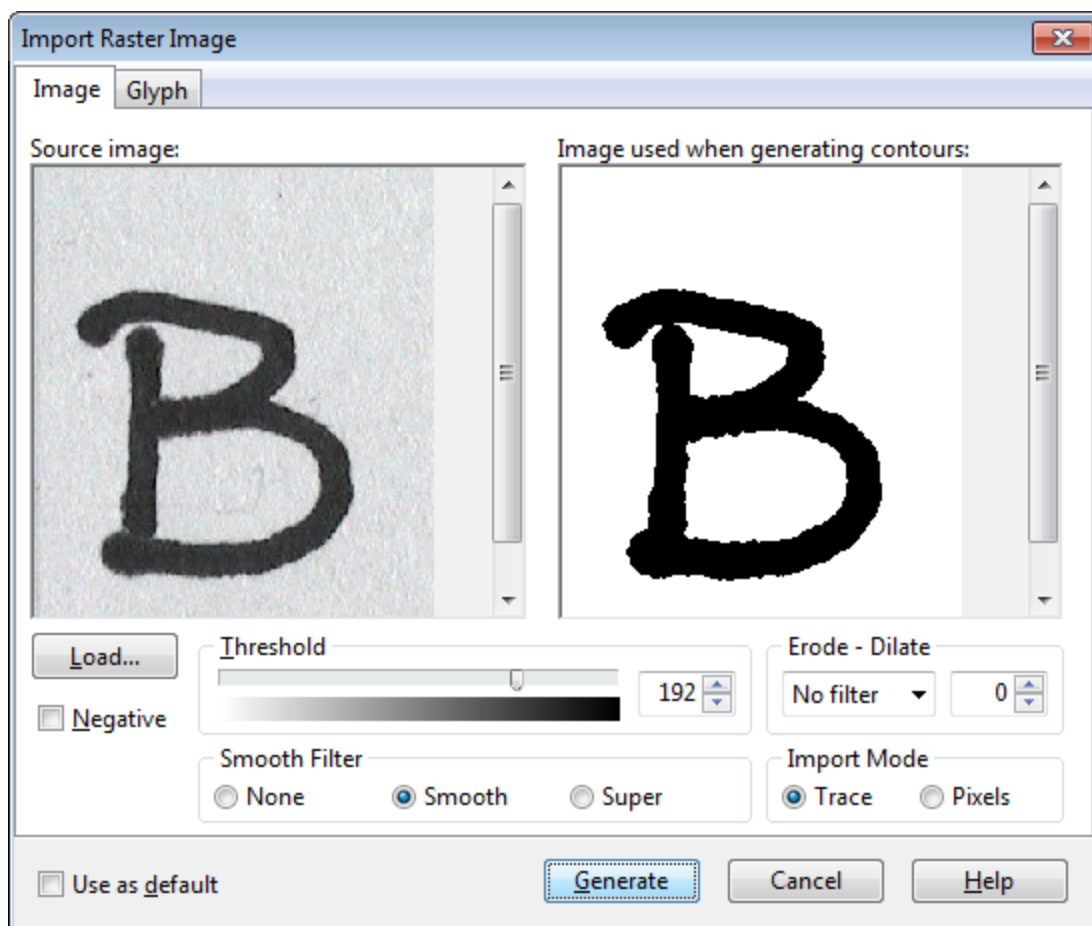 Import Raster Image
Image Glyph
Source image: Image used when generating contours:
B B
Load... Threshold Erode - Dilate
192 No filter 0
Negative
Smooth Filter Import Mode
None Smooth Super Trace Pixels
Use as default Generate Cancel Help